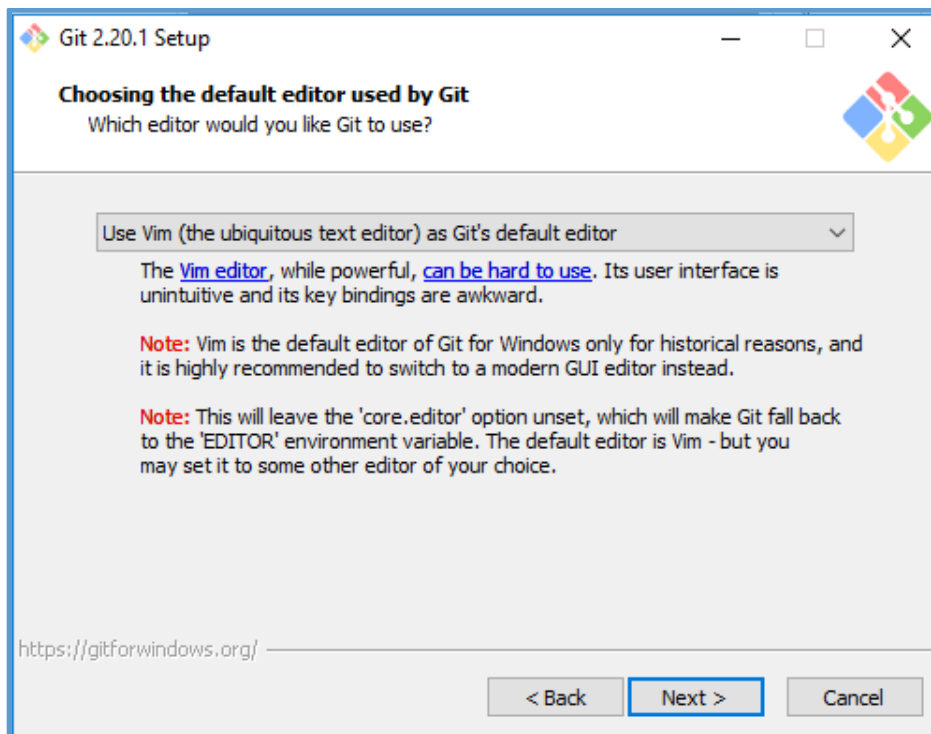 Git 2.20.1 Setup
Choosing the default editor used by Git
Which editor would you like Git to use?
Use Vim (the ubiquitous text editor) as Git's default editor
The Vim editor, while powerful, can be hard to use. Its user interface is
unintuitive and its key bindings are awkward.
Note: Vim is the default editor of Git for Windows only for historical reasons, and
it is highly recommended to switch to a modern GUI editor instead.
Note: This will leave the 'core.editor' option unset, which will make Git fall back
to the 'EDITOR' environment variable. The default editor is Vim - but you
may set it to some other editor of your choice.
https://gitforwindows.org/
< Back
Next >
Cancel